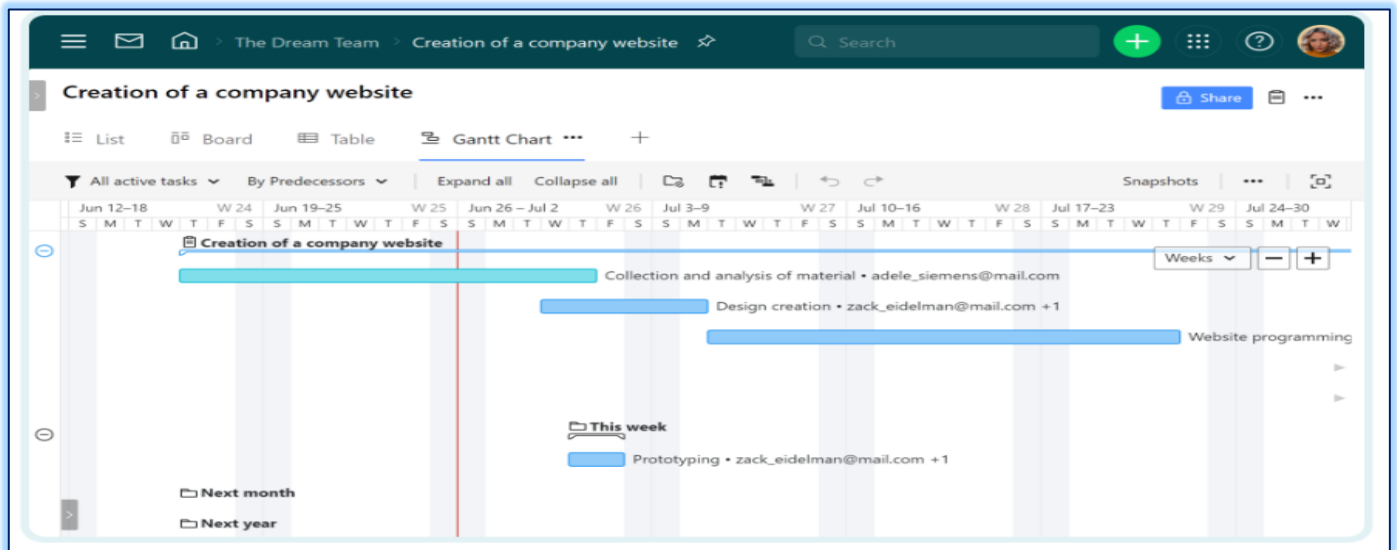 The Dream Team > Creation of a company website Search
Creation of a company website Share
List Board Table Gantt Chart
All active tasks By Predecessors Expand all Collapse all Snapshots
Jun 12–18 W 24 Jun 19–25 W 25 Jun 26 – Jul 2 W 26 Jul 3–9 W 27 Jul 10–16 W 28 Jul 17–23 W 29 Jul 24–30
S M T W T F S S M T W T F S S M T W T F S S M T W T F S S M T W T F S S M T W T F S S M T W
Creation of a company website
Weeks
Collection and analysis of material • adele_siemens@mail.com
Design creation • zack_eidelman@mail.com +1
Website programming
This week
Prototyping • zack_eidelman@mail.com +1
Next month
Next year